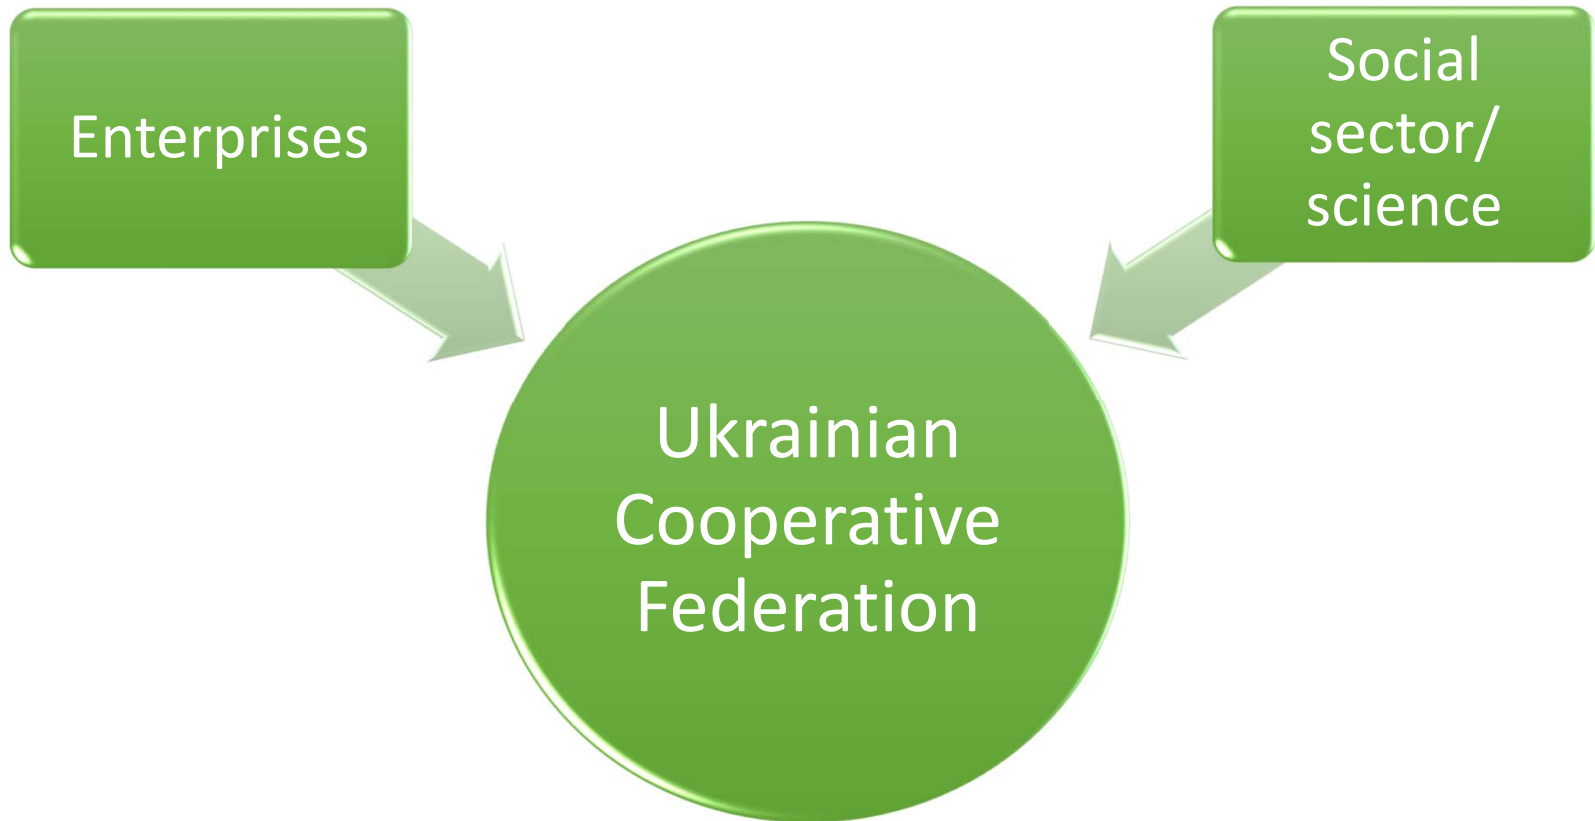 Enterprises
Social
sector/
science
Ukrainian
Cooperative
Federation